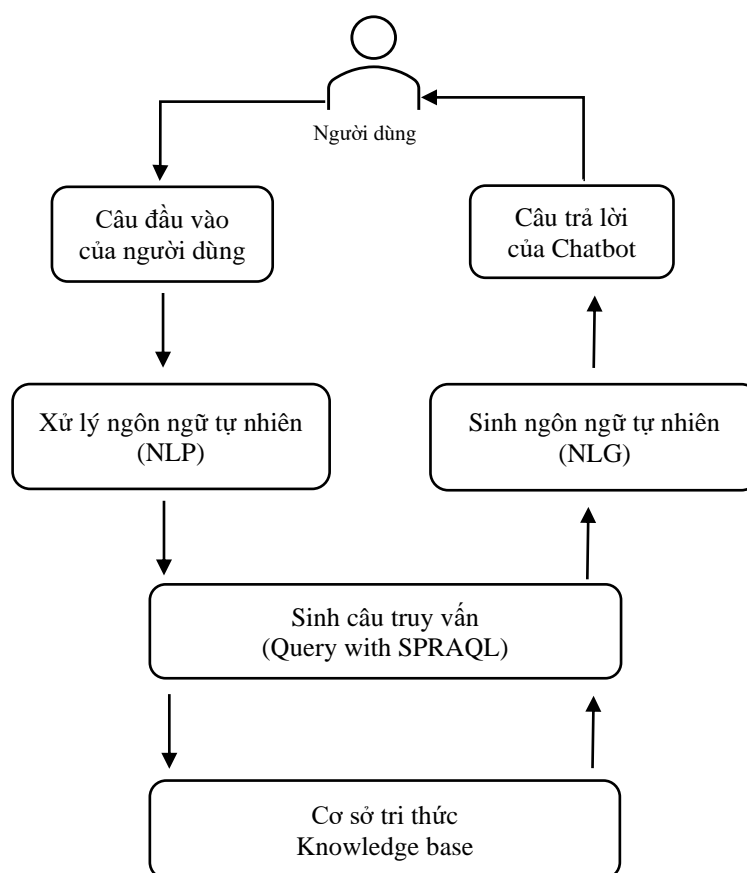 Người dùng
Câu đầu vào
của người dùng
Câu trả lời
của Chatbot
Xử lý ngôn ngữ tự nhiên
(NLP)
Sinh ngôn ngữ tự nhiên
(NLG)
Sinh câu truy vấn
(Query with SPRAQL)
Cơ sở tri thức
Knowledge base